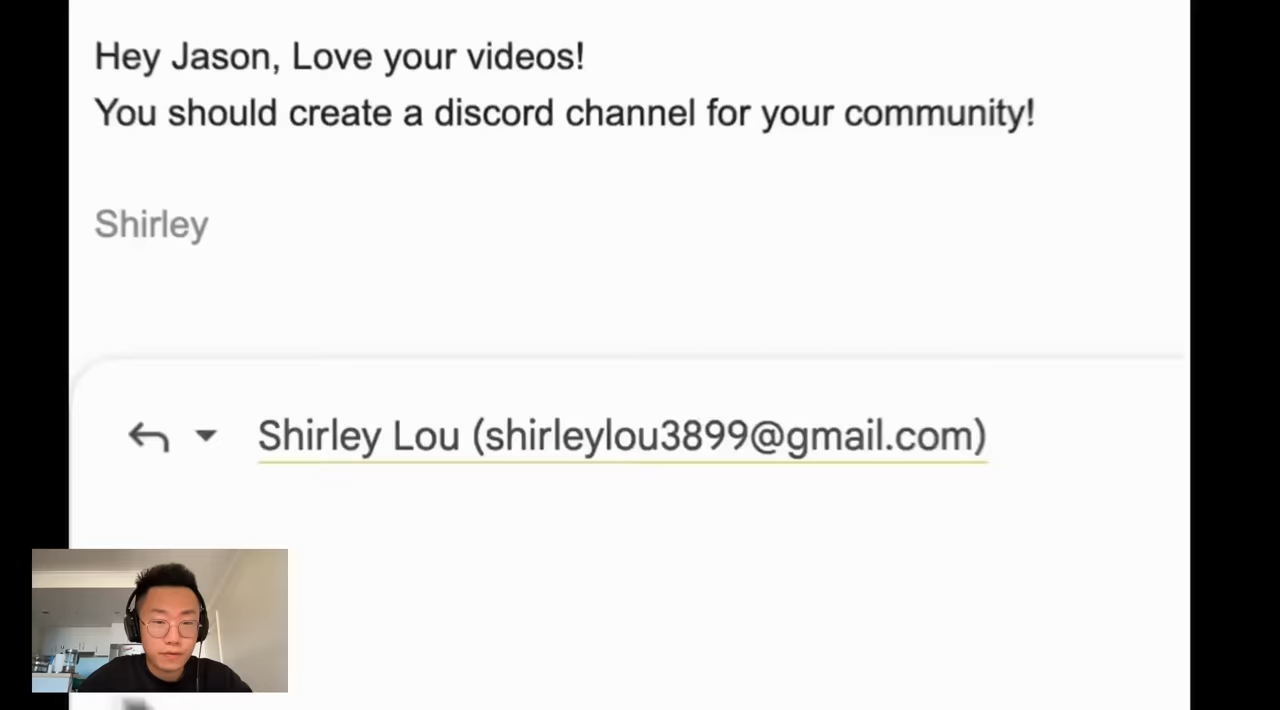 Hey Jason, Love your videos!
You should create a discord channel for your community!
Shirley
Shirley Lou (shirleylou3899@gmail.com)